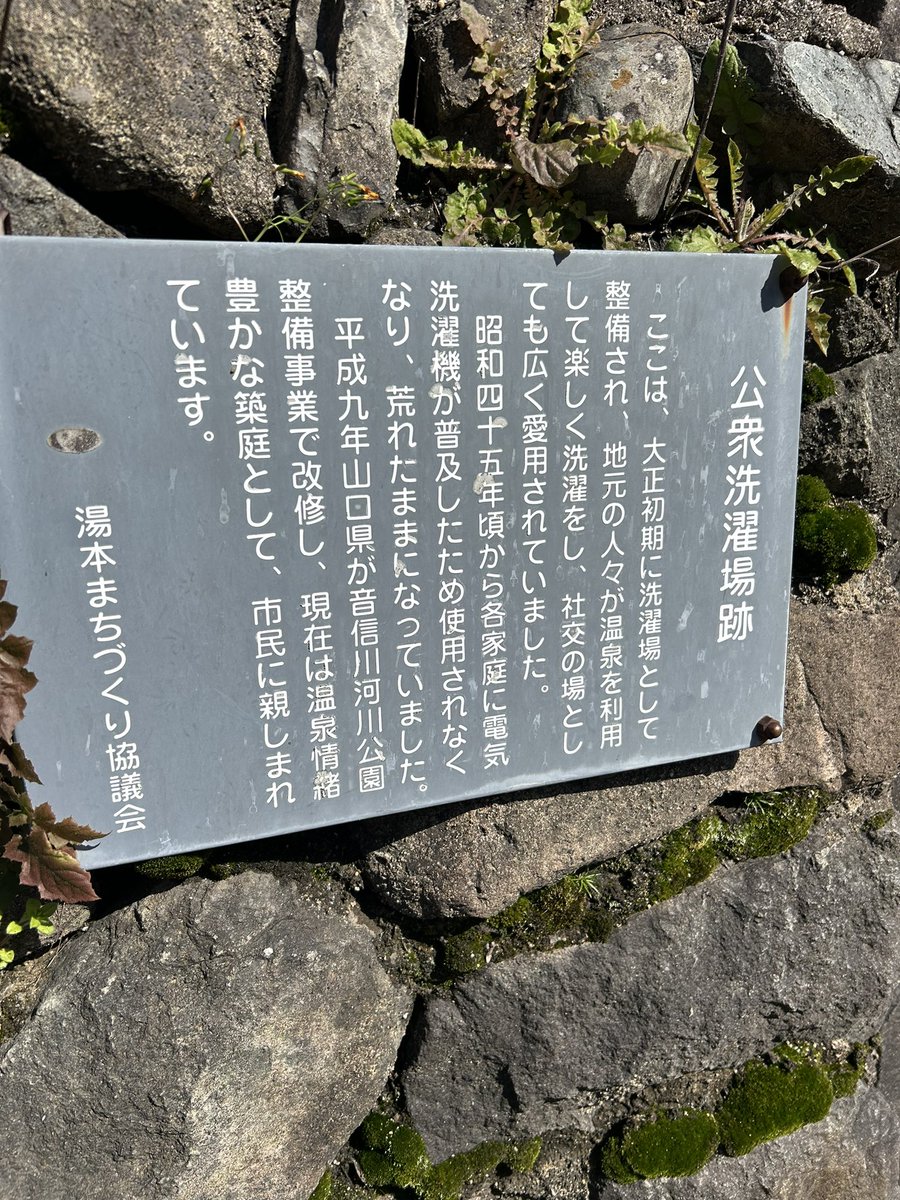 公衆洗濯場跡
ここは、大正初期に洗濯場として
整備され、地元の人々が温泉を利用
して楽しく洗濯をし、社交の場とし
ても広く愛用されていました。
昭和四十五年頃から各家庭に電気
洗濯機が普及したため使用されなく
なり、荒れたままになっていました。
平成九年山口県が音信川河川公園
整備事業で改修し、現在は温泉情緒
豊かな築庭として、市民に親しまれ
ています。
湯本まちづくり協議会